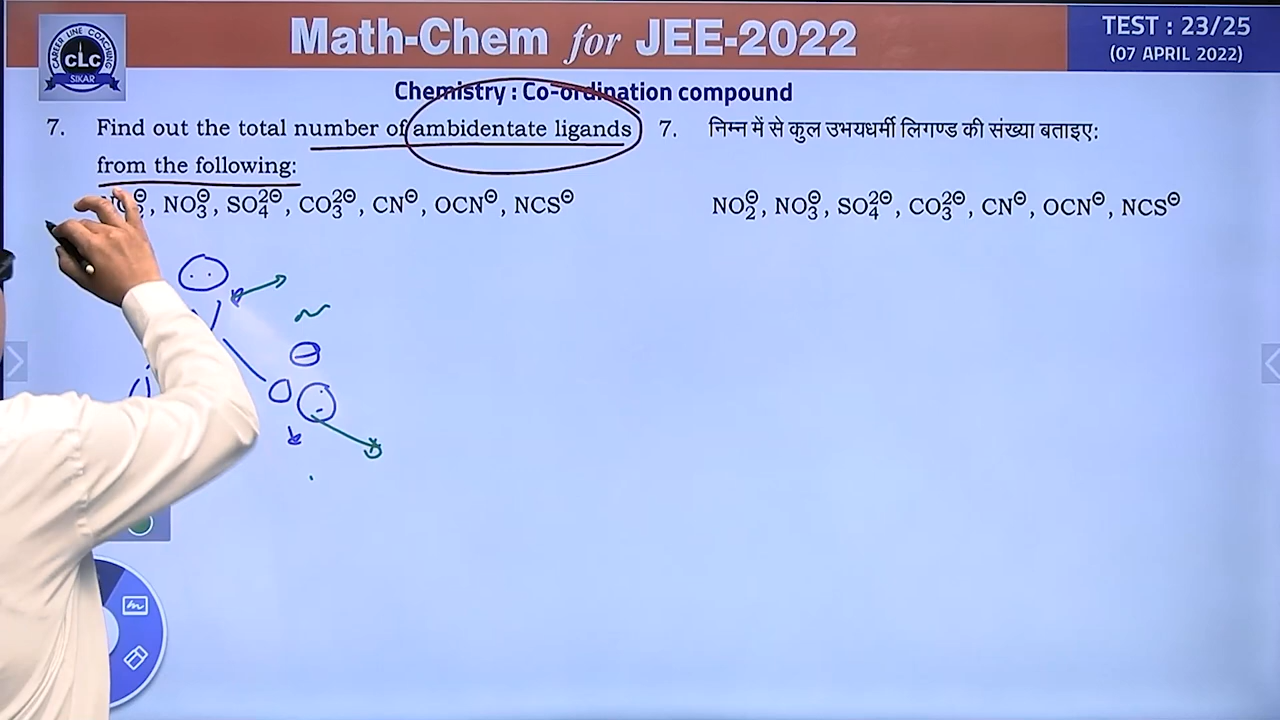 CAREER LINE COACHING
CLC
SIKAR
Math-Chem for JEE-2022
TEST : 23/25
(07 APRIL 2022)
Chemistry : Co-ordination compound
7. Find out the total number of ambidentate ligands
from the following:
NO₃⊖, SO₄²⊖, CO₃²⊖, CN⊖, OCN⊖, NCS⊖
7. निम्न में से कुल उभयधर्मी लिगण्ड की संख्या बताइए:
NO₂⊖, NO₃⊖, SO₄²⊖, CO₃²⊖, CN⊖, OCN⊖, NCS⊖